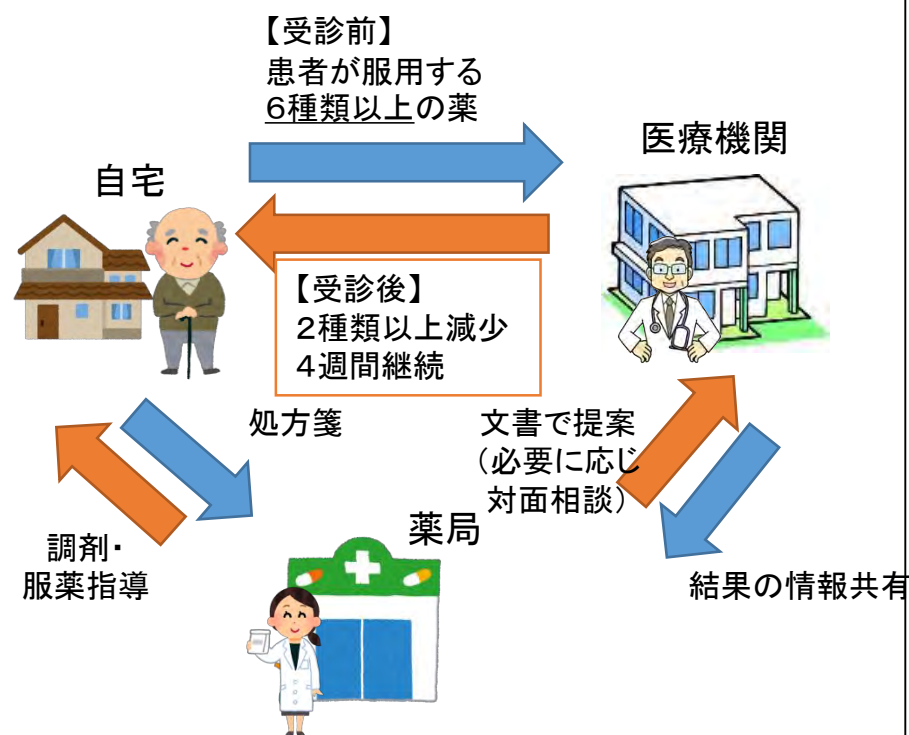 【受診前】
患者が服用する
６種類以上の薬
医療機関
自宅
【受診後】
２種類以上減少
４週間継続
処方箋
文書で提案
（必要に応じ
対面相談）
薬局
調剤・
服薬指導
結果の情報共有